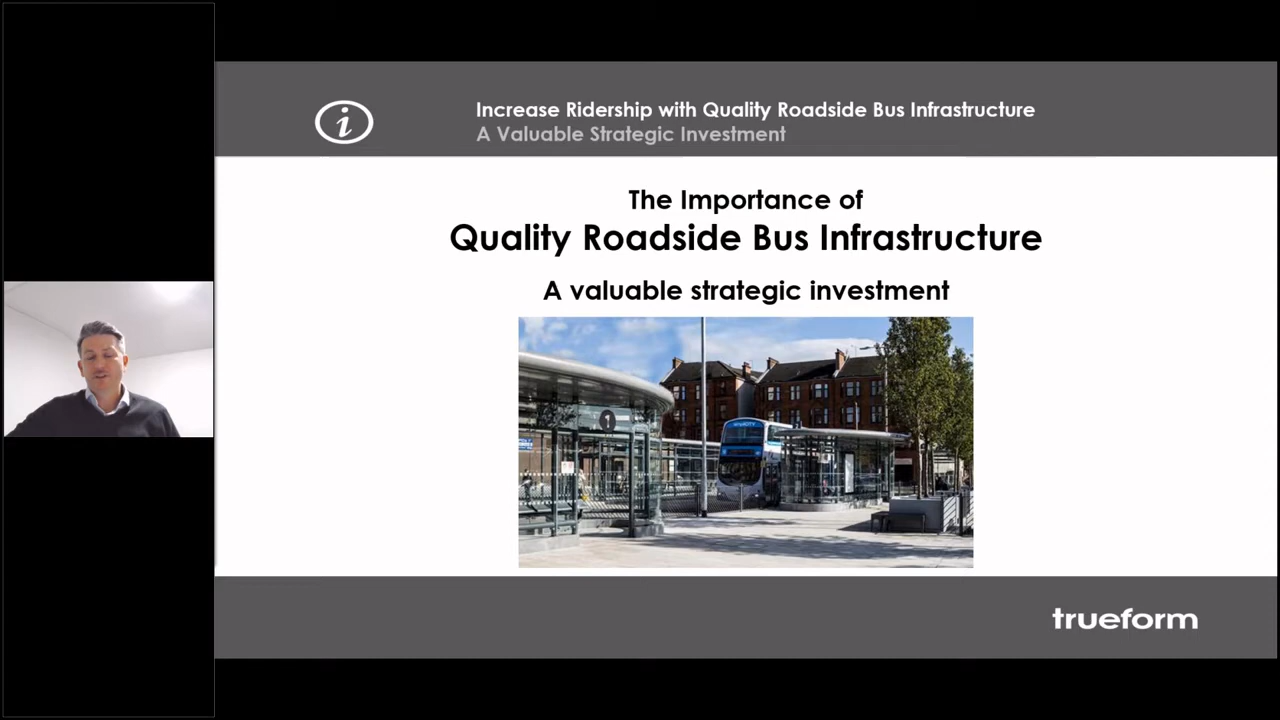 i
Increase Ridership with Quality Roadside Bus Infrastructure
A Valuable Strategic Investment
The Importance of
Quality Roadside Bus Infrastructure
A valuable strategic investment
1
trueform